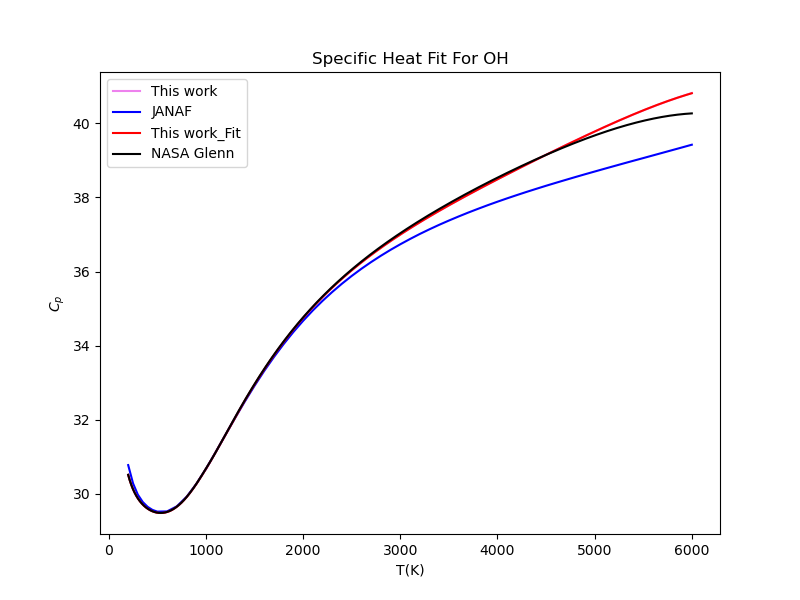 Specific Heat Fit For OH
This work
JANAF
This work_Fit
NASA Glenn
40
38
36
34
32
30
C_p
0 1000 2000 3000 4000 5000 6000
T(K)